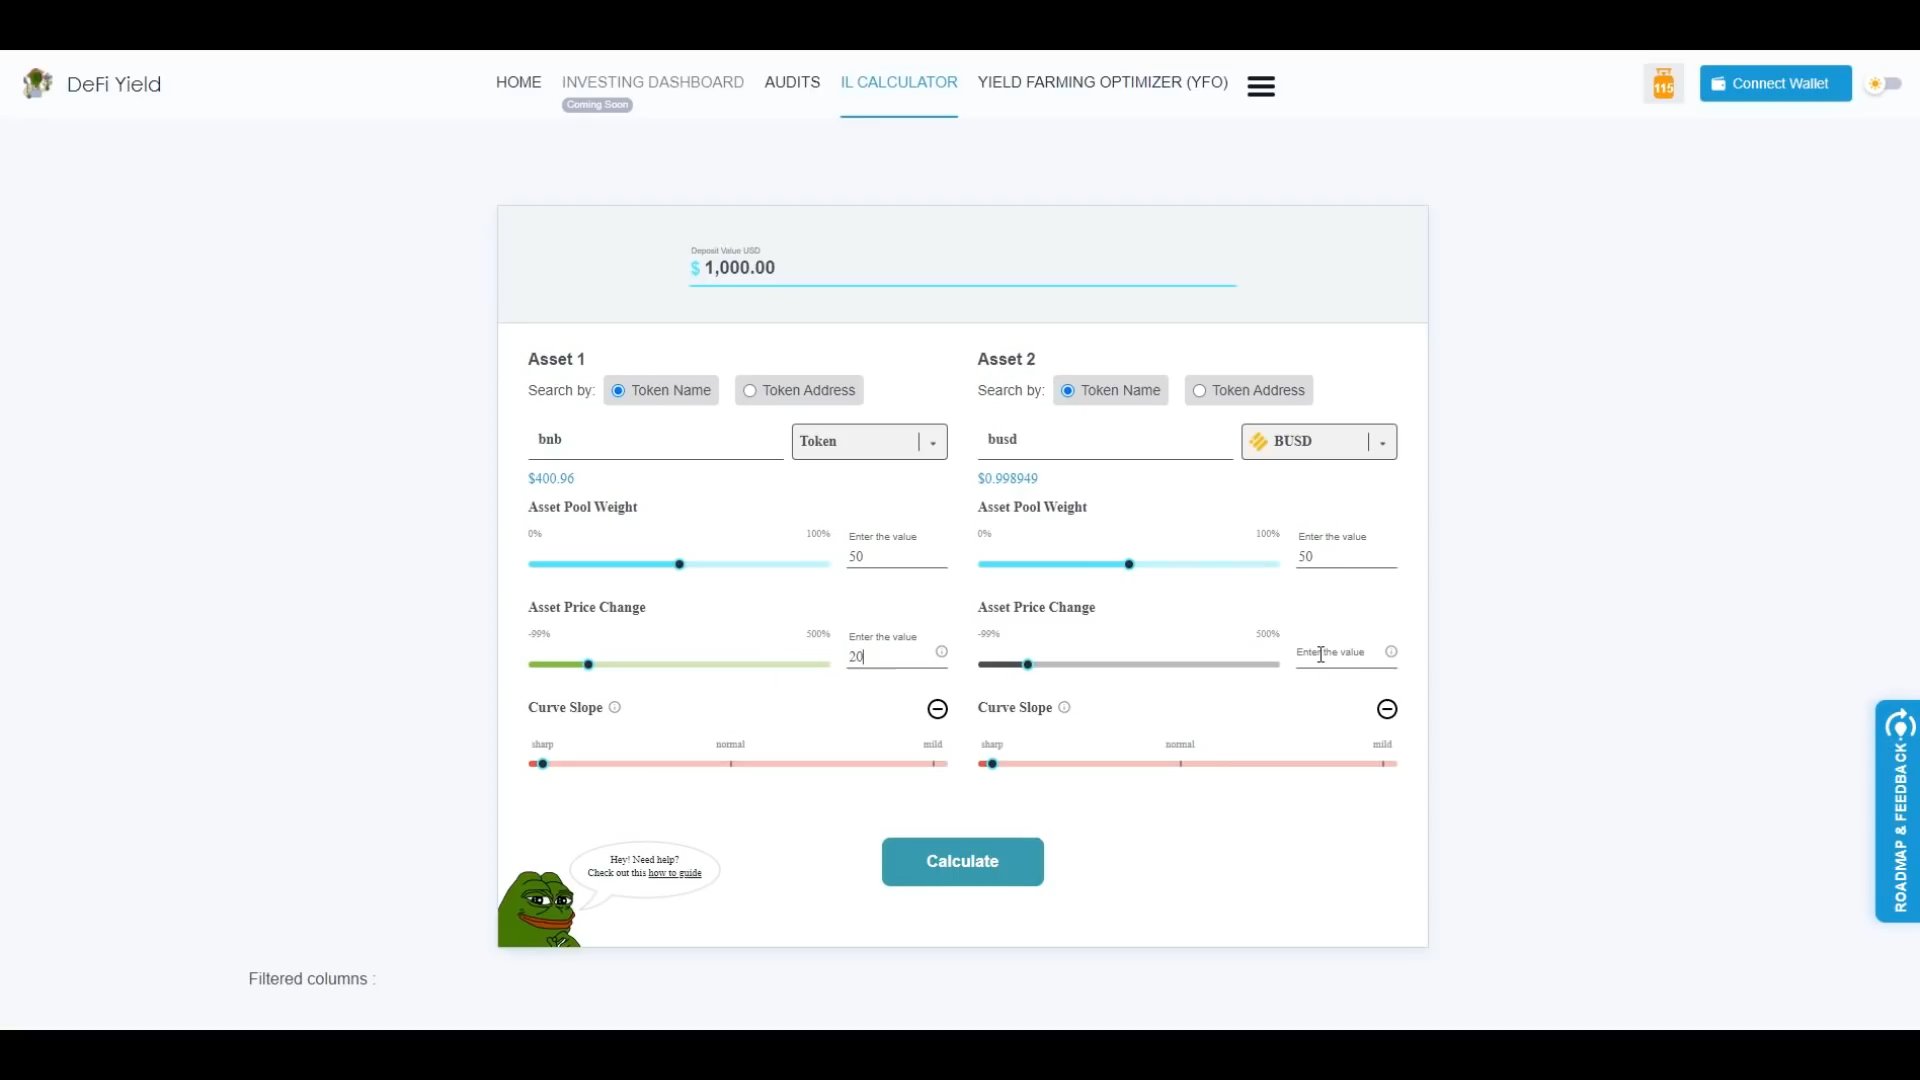 DeFi Yield
HOME
INVESTING DASHBOARD
Coming Soon
AUDITS
IL CALCULATOR
YIELD FARMING OPTIMIZER (YFO)
115
Connect Wallet
Deposit Value USD
$ 1,000.00
Asset 1
Search by: Token Name Token Address
bnb
Token
$400.96
Asset Pool Weight
0% 100%
Enter the value
50
Asset Price Change
-99% 500%
Enter the value
20
Curve Slope
sharp normal mild
Asset 2
Search by: Token Name Token Address
busd
BUSD
$0.998949
Asset Pool Weight
0% 100%
Enter the value
50
Asset Price Change
-99% 500%
Enter the value
Curve Slope
sharp normal mild
Hey! Need help?
Check out this how to guide
Calculate
ROADMAP & FEEDBACK
Filtered columns :